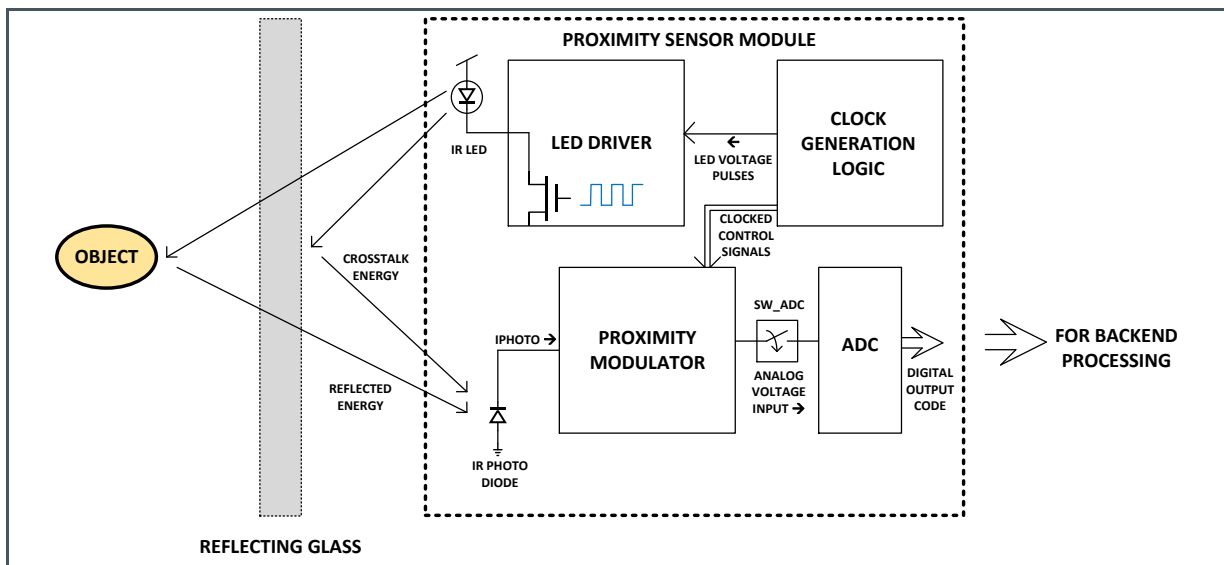 PROXIMITY SENSOR MODULE
IR LED
LED DRIVER
LED VOLTAGE
PULSES
CLOCK
GENERATION
LOGIC
CLOCKED
CONTROL
SIGNALS
OBJECT
CROSSTALK
ENERGY
REFLECTED
ENERGY
IPHOTO →
IR PHOTO
DIODE
PROXIMITY
MODULATOR
SW_ADC
ANALOG
VOLTAGE
INPUT →
ADC
DIGITAL
OUTPUT
CODE
FOR BACKEND
PROCESSING
REFLECTING GLASS